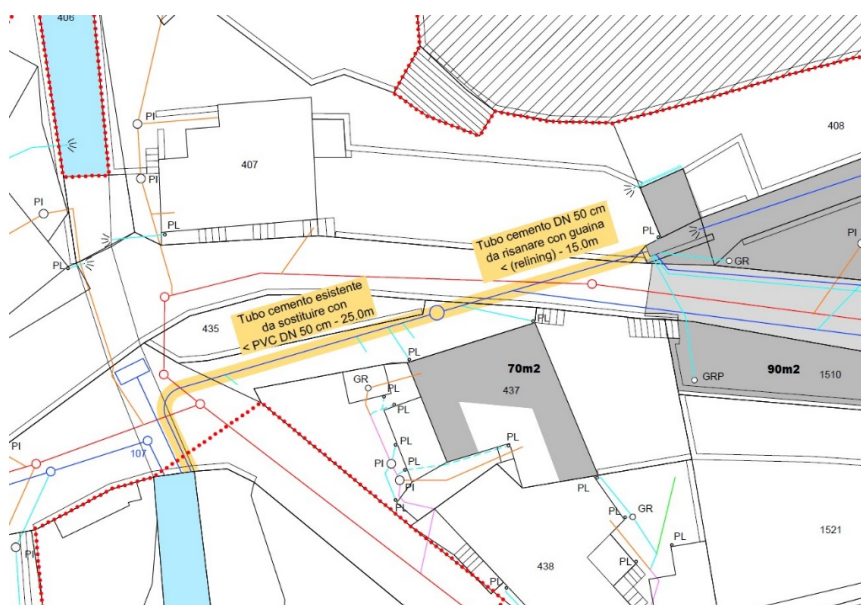 406
PI
407
408
PI
PL
PL
PL
PI
PI
GR
Tubo cemento DN 50 cm
da risanare con guaina
< (relining) - 15.0m
Tubo cemento esistente
da sostituire con
< PVC DN 50 cm - 25.0m
435
PL
PL
GR
70m2
437
90m2
1510
GRP
PL
PL
PL
PL
PL
PI
PI
PL
PI
107
PL
GR
PL
PL
PL
1521
438
PL
PI